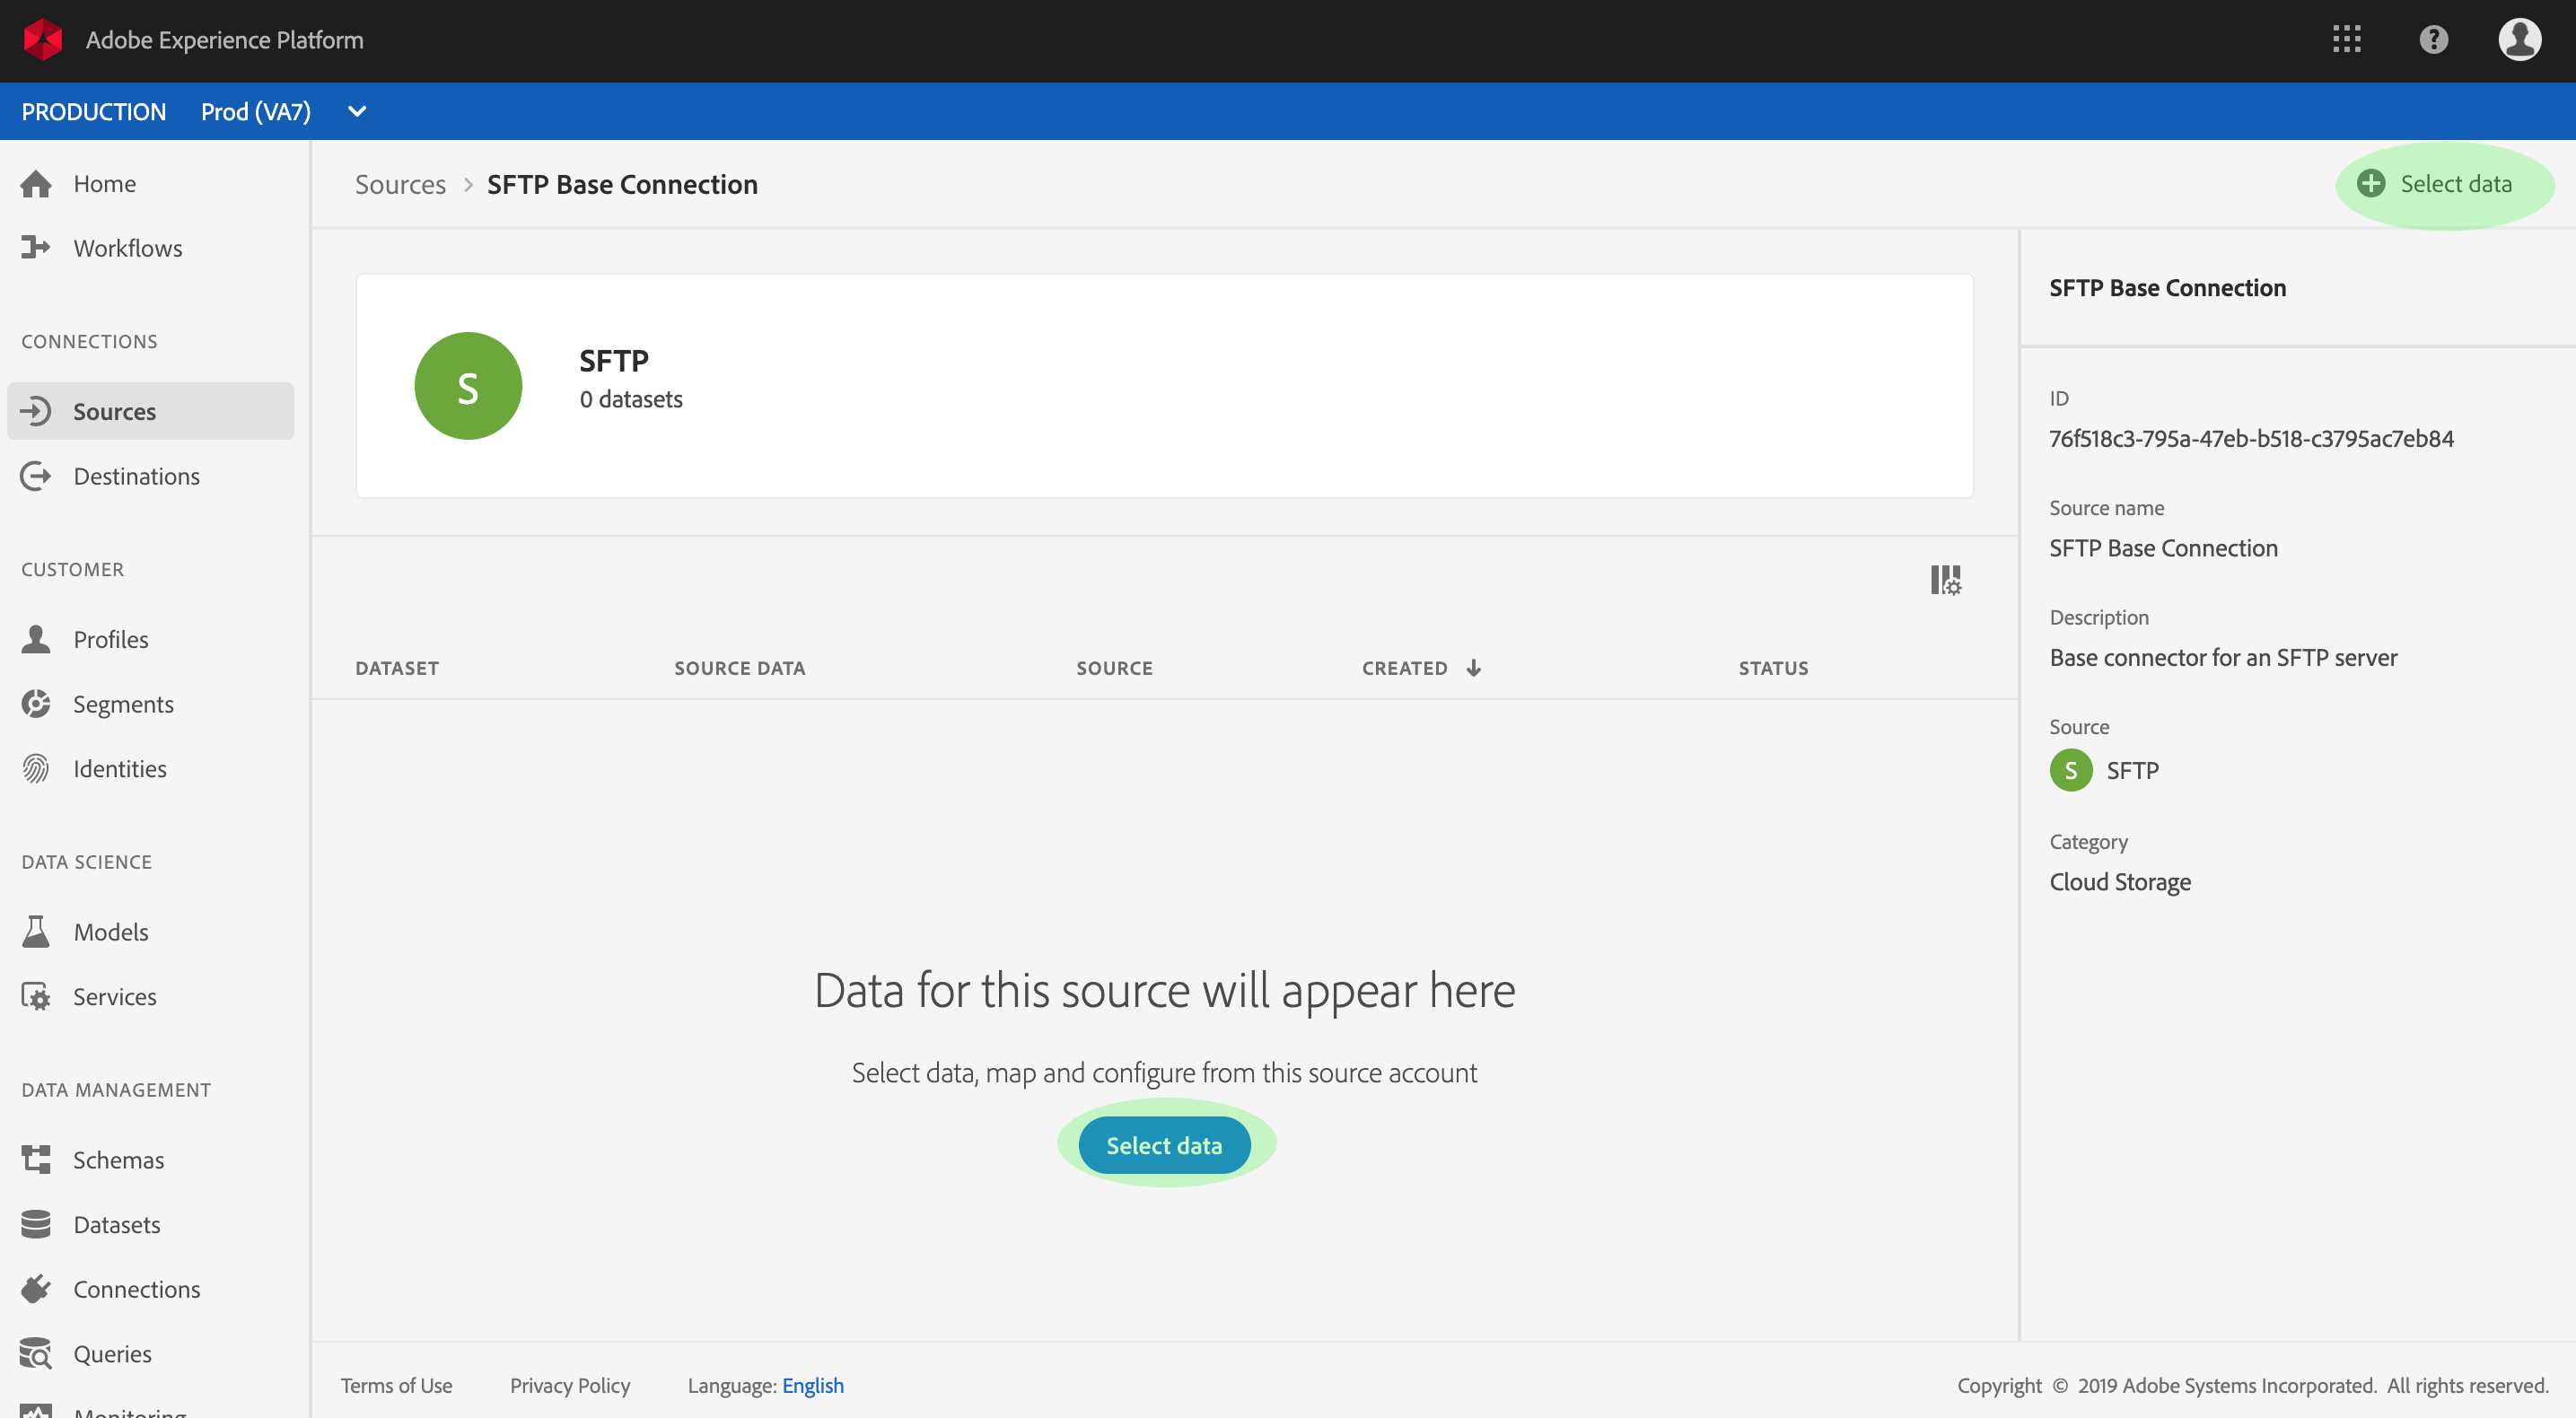 Adobe Experience Platform
?
PRODUCTION Prod (VA7)
Home
Workflows
CONNECTIONS
Sources
Destinations
CUSTOMER
Profiles
Segments
Identities
DATA SCIENCE
Models
Services
DATA MANAGEMENT
Schemas
Datasets
Connections
Queries
Monitoring
Sources > SFTP Base Connection
Select data
S
SFTP
0 datasets
DATASET SOURCE DATA SOURCE CREATED STATUS
Data for this source will appear here
Select data, map and configure from this source account
Select data
SFTP Base Connection
ID
76f518c3-795a-47eb-b518-c3795ac7eb84
Source name
SFTP Base Connection
Description
Base connector for an SFTP server
Source
S SFTP
Category
Cloud Storage
Terms of Use Privacy Policy Language: English
Copyright © 2019 Adobe Systems Incorporated. All rights reserved.